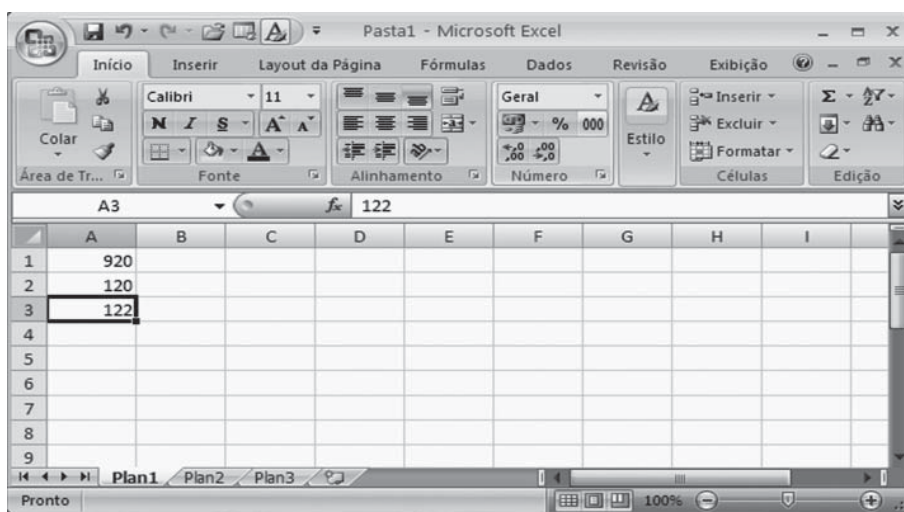 Pasta1 - Microsoft Excel
Início Inserir Layout da Página Fórmulas Dados Revisão Exibição
Colar
Área de Tr...
Calibri 11
N I S A A
A
Fonte
Alinhamento
Geral
% 000
,00 ,00
Número
Estilo
Inserir
Excluir
Formatar
Células
Σ
Edição
A3 fx 122
A B C D E F G H I
1 920
2 120
3 122
4
5
6
7
8
9
Plan1 Plan2 Plan3
Pronto 100%